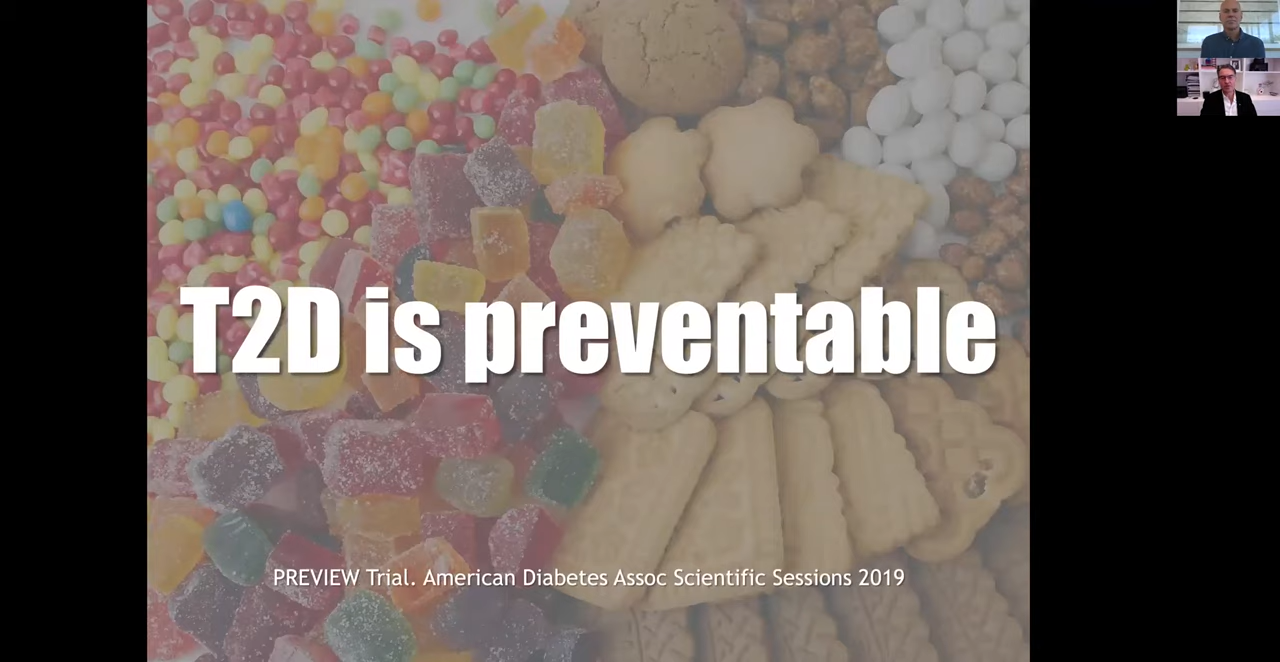 T2D is preventable
PREVIEW Trial. American Diabetes Assoc Scientific Sessions 2019